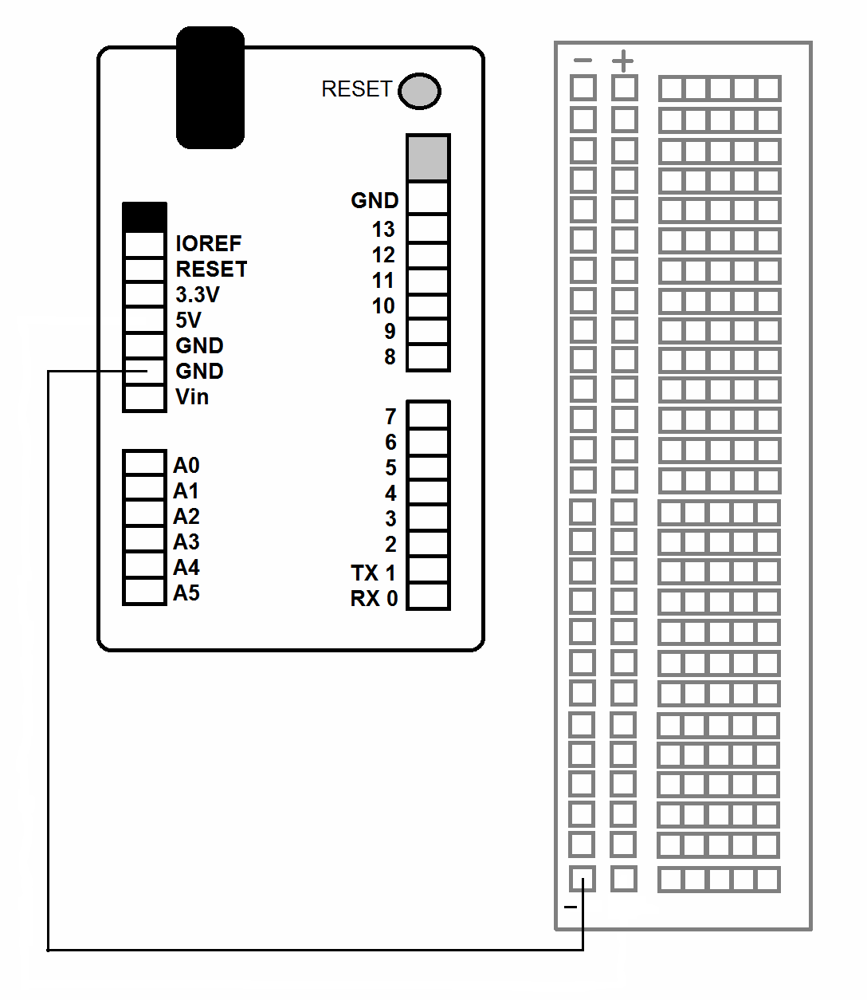 RESET
− +
GND
13
12
11
10
9
8
IOREF
RESET
3.3V
5V
GND
GND
Vin
7
6
5
4
3
2
TX 1
RX 0
A0
A1
A2
A3
A4
A5
−